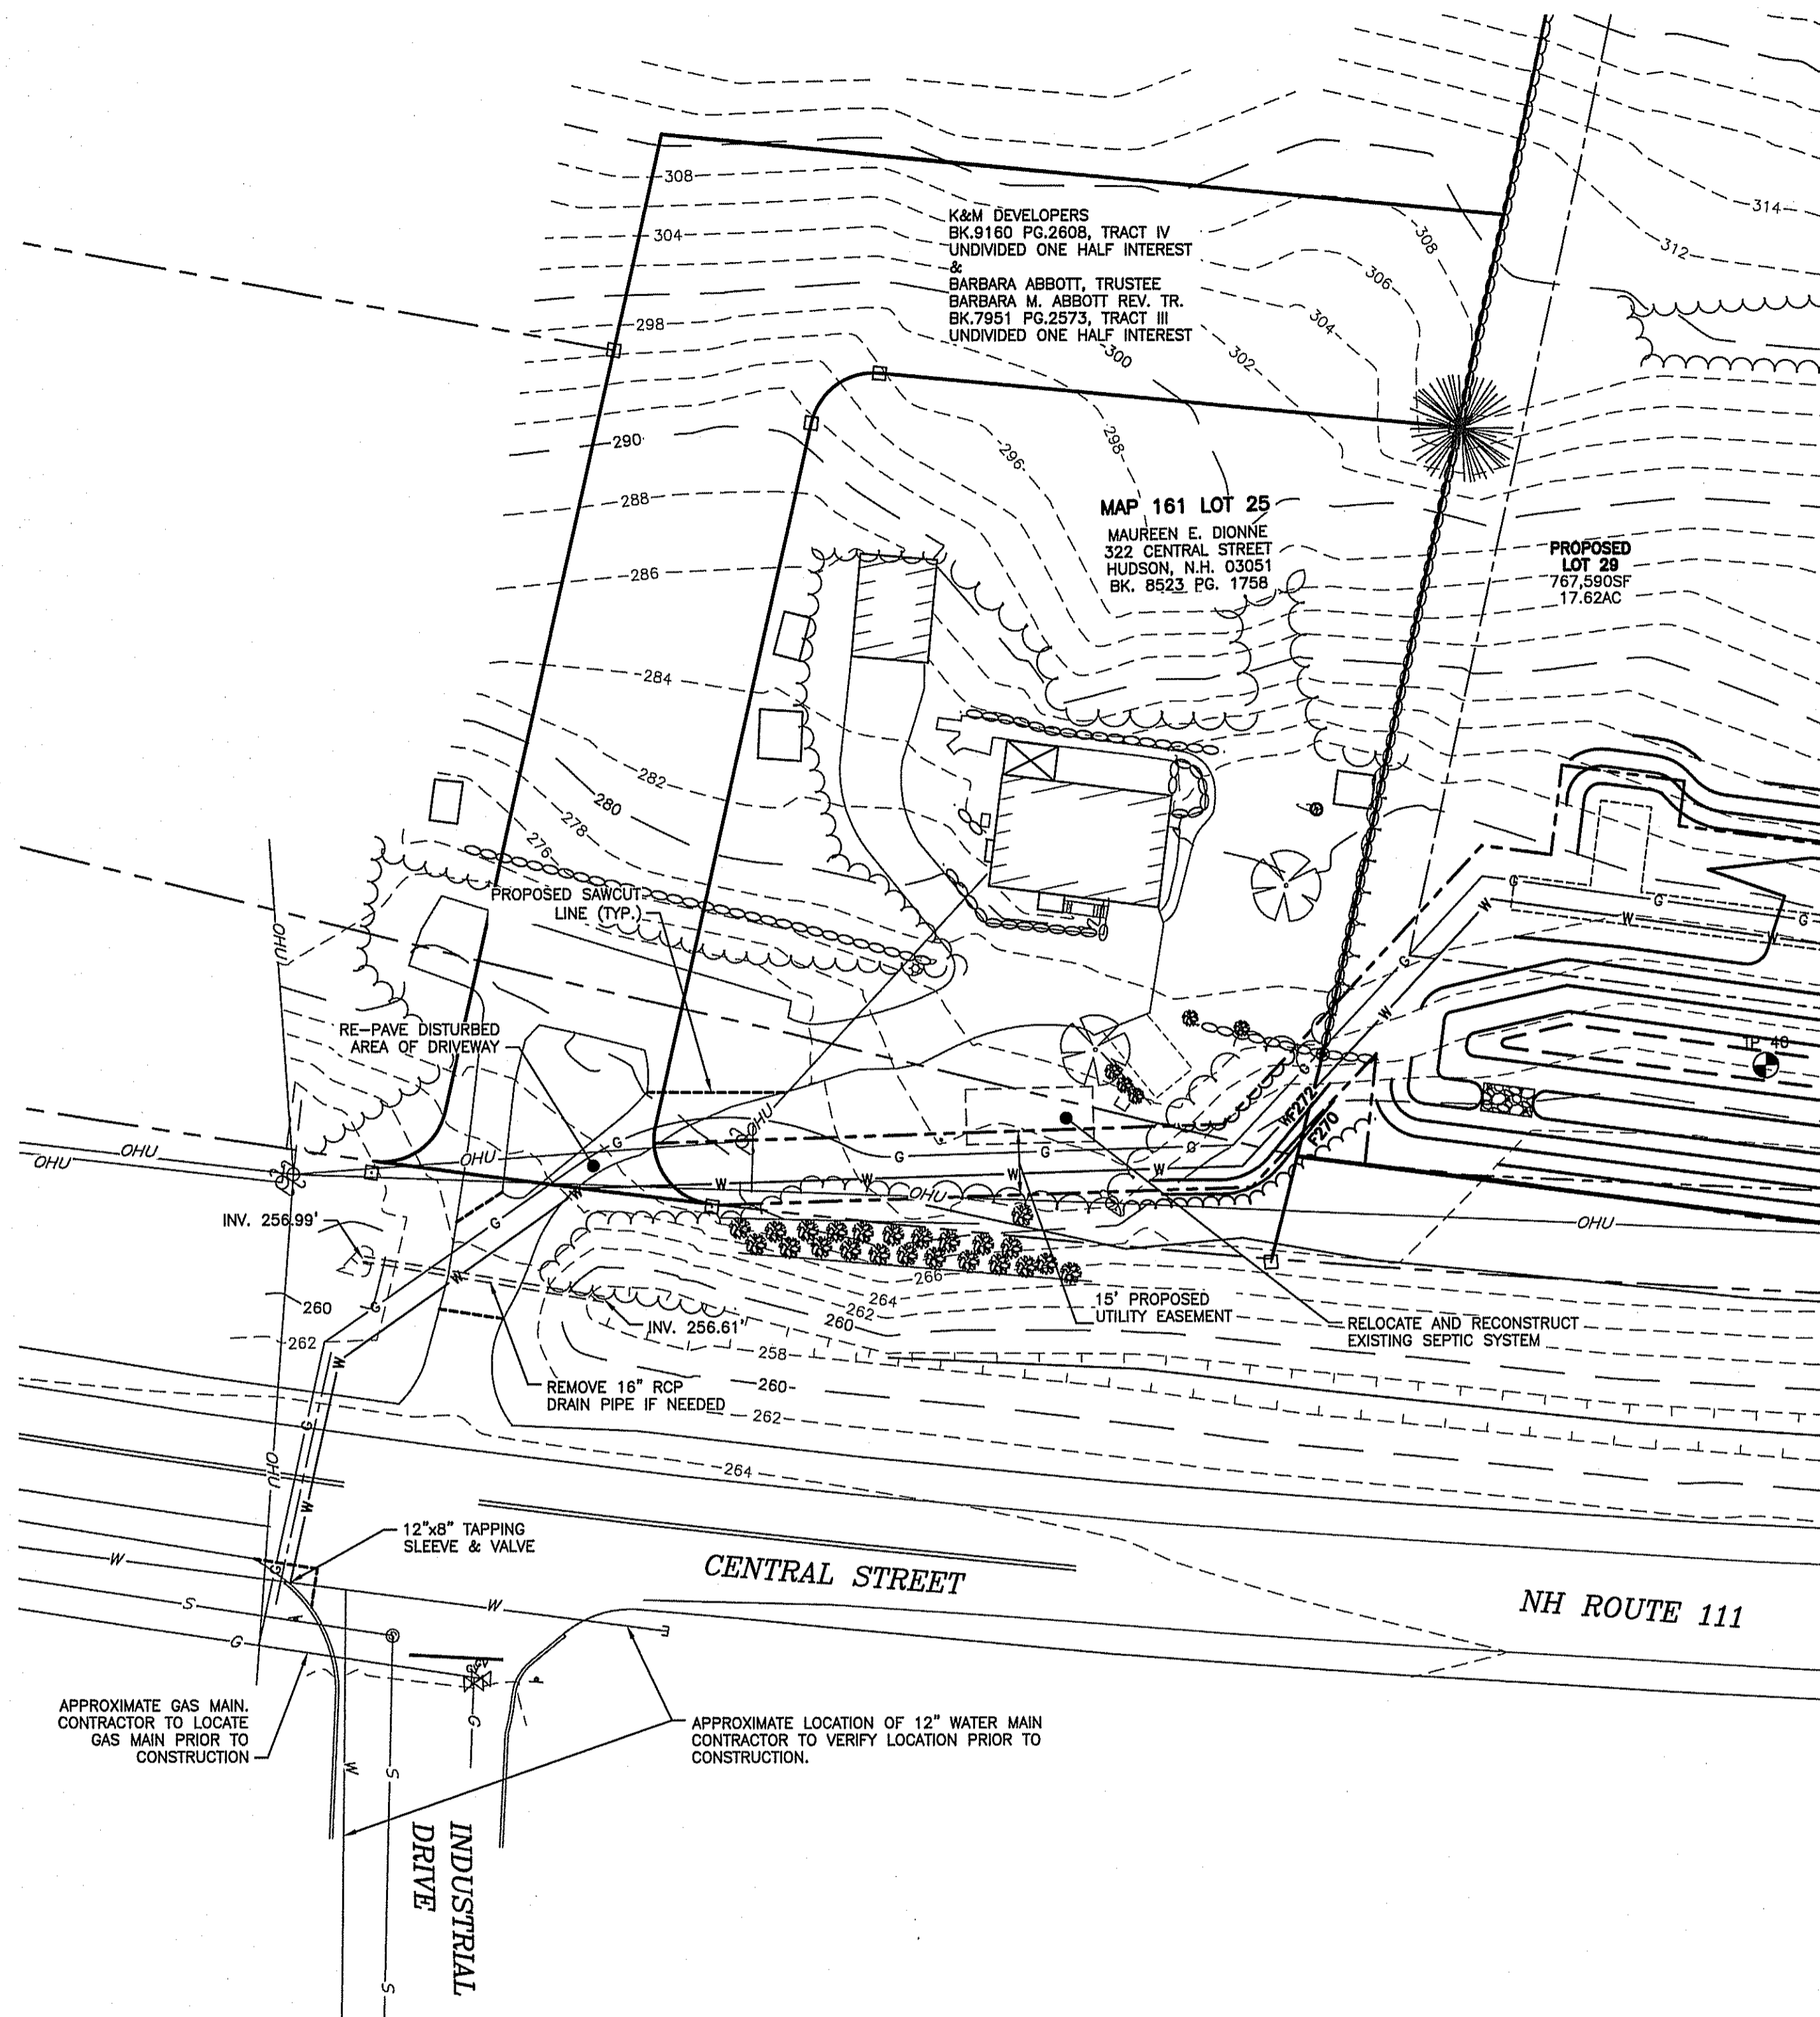 314
308
K&M DEVELOPERS
BK.9160 PG.2608, TRACT IV
UNDIVIDED ONE HALF INTEREST
&
BARBARA ABBOTT, TRUSTEE
BARBARA M. ABBOTT REV. TR.
BK.7951 PG.2573, TRACT III
UNDIVIDED ONE HALF INTEREST
304
308
312
306
304
298
300
302
290
298
296
288
MAP 161 LOT 25
MAUREEN E. DIONNE
322 CENTRAL STREET
HUDSON, N.H. 03051
BK. 8523 PG. 1758
PROPOSED
LOT 29
767,590SF
17.62AC
286
284
282
280
278
276
PROPOSED SAWCUT
LINE (TYP.)
G
G
G
W
W
W
OHU
G
W
RE-PAVE DISTURBED
AREA OF DRIVEWAY
TP 40
G
WF272
F270
OHU
OHU
OHU
OHU
G
G
G
G
W
W
W
W
W
OHU
OHU
INV. 256.99'
G
W
G
260
262
W
INV. 256.61'
266
264
262
260
258
260
262
15' PROPOSED
UTILITY EASEMENT
RELOCATE AND RECONSTRUCT
EXISTING SEPTIC SYSTEM
REMOVE 16" RCP
DRAIN PIPE IF NEEDED
G
OHU
W
264
12"x8" TAPPING
SLEEVE & VALVE
CENTRAL STREET
NH ROUTE 111
W
G
W
S
S
G
GV
APPROXIMATE GAS MAIN.
CONTRACTOR TO LOCATE
GAS MAIN PRIOR TO
CONSTRUCTION
G
APPROXIMATE LOCATION OF 12" WATER MAIN
CONTRACTOR TO VERIFY LOCATION PRIOR TO
CONSTRUCTION.
W
S
INDUSTRIAL
DRIVE
S